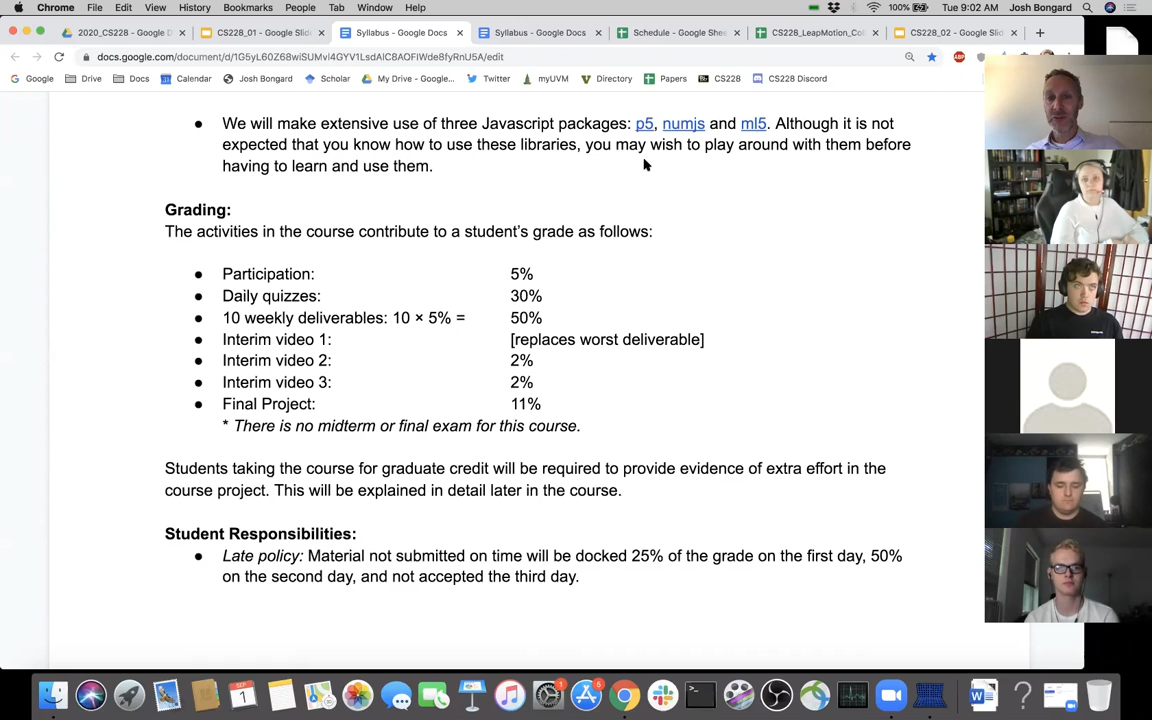 Chrome File Edit View History Bookmarks People Tab Window Help 100% Tue 9:02 AM Josh Bongard
2020_CS228 - Google D CS228_01 - Google Slid Syllabus - Google Docs Syllabus - Google Docs Schedule - Google She CS228_LeapMotion_Col CS228_02 - Google Slid
docs.google.com/document/d/1G5yL60Z68wiSUMvl4GYV1LsdAlC8AOFIWde8fyRnU5A/edit
Google Drive Docs Calendar Josh Bongard Scholar My Drive - Google... Twitter myUVM Directory Papers CS228 CS228 Discord
● We will make extensive use of three Javascript packages: p5, numjs and ml5. Although it is not
expected that you know how to use these libraries, you may wish to play around with them before
having to learn and use them.
Grading:
The activities in the course contribute to a student’s grade as follows:
● Participation: 5%
● Daily quizzes: 30%
● 10 weekly deliverables: 10 × 5% = 50%
● Interim video 1: [replaces worst deliverable]
● Interim video 2: 2%
● Interim video 3: 2%
● Final Project: 11%
* There is no midterm or final exam for this course.
Students taking the course for graduate credit will be required to provide evidence of extra effort in the
course project. This will be explained in detail later in the course.
Student Responsibilities:
● Late policy: Material not submitted on time will be docked 25% of the grade on the first day, 50%
on the second day, and not accepted the third day.